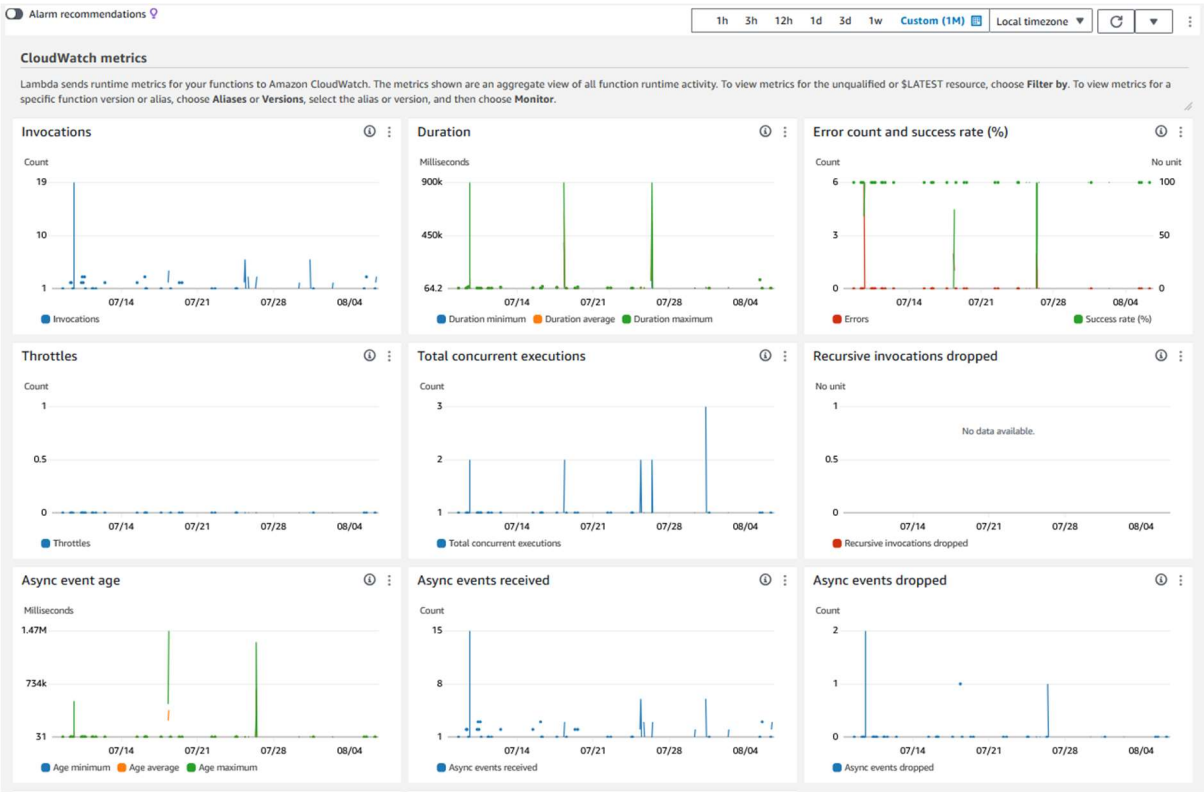 Alarm recommendations
1h 3h 12h 1d 3d 1w Custom (1M) Local timezone
CloudWatch metrics
Lambda sends runtime metrics for your functions to Amazon CloudWatch. The metrics shown are an aggregate view of all function runtime activity. To view metrics for the unqualified or $LATEST resource, choose Filter by. To view metrics for a
specific function version or alias, choose Aliases or Versions, select the alias or version, and then choose Monitor.
Invocations
Count
19
10
1
07/14 07/21 07/28 08/04
Invocations
Duration
Milliseconds
900k
450k
64.2
07/14 07/21 07/28 08/04
Duration minimum Duration average Duration maximum
Error count and success rate (%)
Count No unit
6 100
3 50
0 0
07/14 07/21 07/28 08/04
Errors Success rate (%)
Throttles
Count
1
0.5
0
07/14 07/21 07/28 08/04
Throttles
Total concurrent executions
Count
3
2
1
07/14 07/21 07/28 08/04
Total concurrent executions
Recursive invocations dropped
No unit
1
No data available.
0.5
0
07/14 07/21 07/28 08/04
Recursive invocations dropped
Async event age
Milliseconds
1.47M
734k
31
07/14 07/21 07/28 08/04
Age minimum Age average Age maximum
Async events received
Count
15
8
1
07/14 07/21 07/28 08/04
Async events received
Async events dropped
Count
2
1
0
07/14 07/21 07/28 08/04
Async events dropped